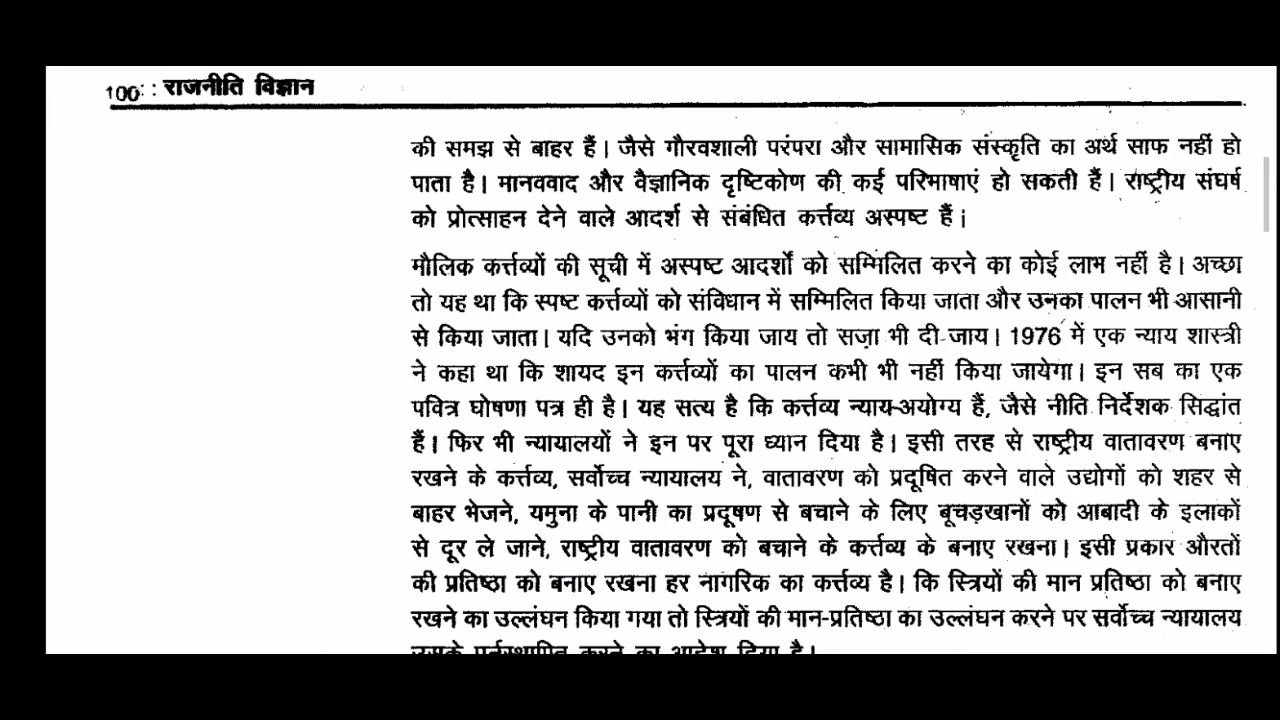 100 :: राजनीति विज्ञान
की समझ से बाहर हैं। जैसे गौरवशाली परंपरा और सामासिक संस्कृति का अर्थ साफ नहीं हो
पाता है। मानववाद और वैज्ञानिक दृष्टिकोण की कई परिभाषाएं हो सकती हैं। राष्ट्रीय संघर्ष
को प्रोत्साहन देने वाले आदर्श से संबंधित कर्त्तव्य अस्पष्ट हैं।
मौलिक कर्त्तव्यों की सूची में अस्पष्ट आदर्शों को सम्मिलित करने का कोई लाभ नहीं है। अच्छा
तो यह था कि स्पष्ट कर्त्तव्यों को संविधान में सम्मिलित किया जाता और उनका पालन भी आसानी
से किया जाता। यदि उनको भंग किया जाय तो सज़ा भी दी जाय। 1976 में एक न्याय शास्त्री
ने कहा था कि शायद इन कर्त्तव्यों का पालन कभी भी नहीं किया जायेगा। इन सब का एक
पवित्र घोषणा पत्र ही है। यह सत्य है कि कर्त्तव्य न्याय-अयोग्य हैं, जैसे नीति निर्देशक सिद्धांत
हैं। फिर भी न्यायालयों ने इन पर पूरा ध्यान दिया है। इसी तरह से राष्ट्रीय वातावरण बनाए
रखने के कर्त्तव्य, सर्वोच्च न्यायालय ने, वातावरण को प्रदूषित करने वाले उद्योगों को शहर से
बाहर भेजने, यमुना के पानी का प्रदूषण से बचाने के लिए बूचड़खानों को आबादी के इलाकों
से दूर ले जाने, राष्ट्रीय वातावरण को बचाने के कर्त्तव्य के बनाए रखना। इसी प्रकार औरतों
की प्रतिष्ठा को बनाए रखना हर नागरिक का कर्त्तव्य है। कि स्त्रियों की मान प्रतिष्ठा को बनाए
रखने का उल्लंघन किया गया तो स्त्रियों की मान-प्रतिष्ठा का उल्लंघन करने पर सर्वोच्च न्यायालय
उसके पुर्नस्थापित करने का आदेश दिया है।